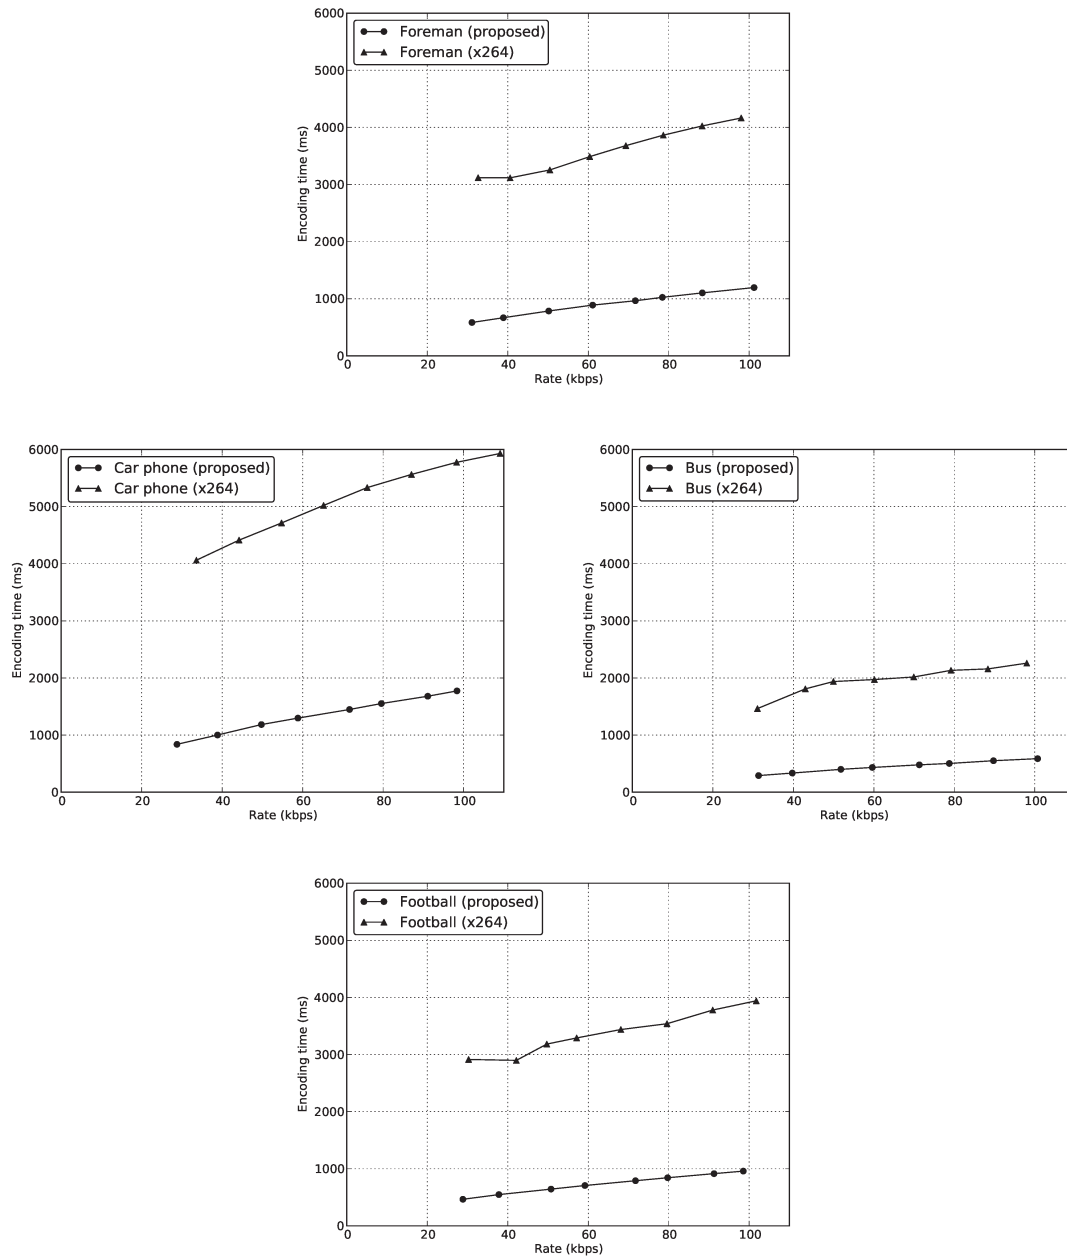 6000
Foreman (proposed)
Foreman (x264)
5000
4000
3000
2000
1000
0
Encoding time (ms)
0 20 40 60 80 100
Rate (kbps)
6000
Car phone (proposed)
Car phone (x264)
5000
4000
3000
2000
1000
0
Encoding time (ms)
0 20 40 60 80 100
Rate (kbps)
6000
Bus (proposed)
Bus (x264)
5000
4000
3000
2000
1000
0
Encoding time (ms)
0 20 40 60 80 100
Rate (kbps)
6000
Football (proposed)
Football (x264)
5000
4000
3000
2000
1000
0
Encoding time (ms)
0 20 40 60 80 100
Rate (kbps)